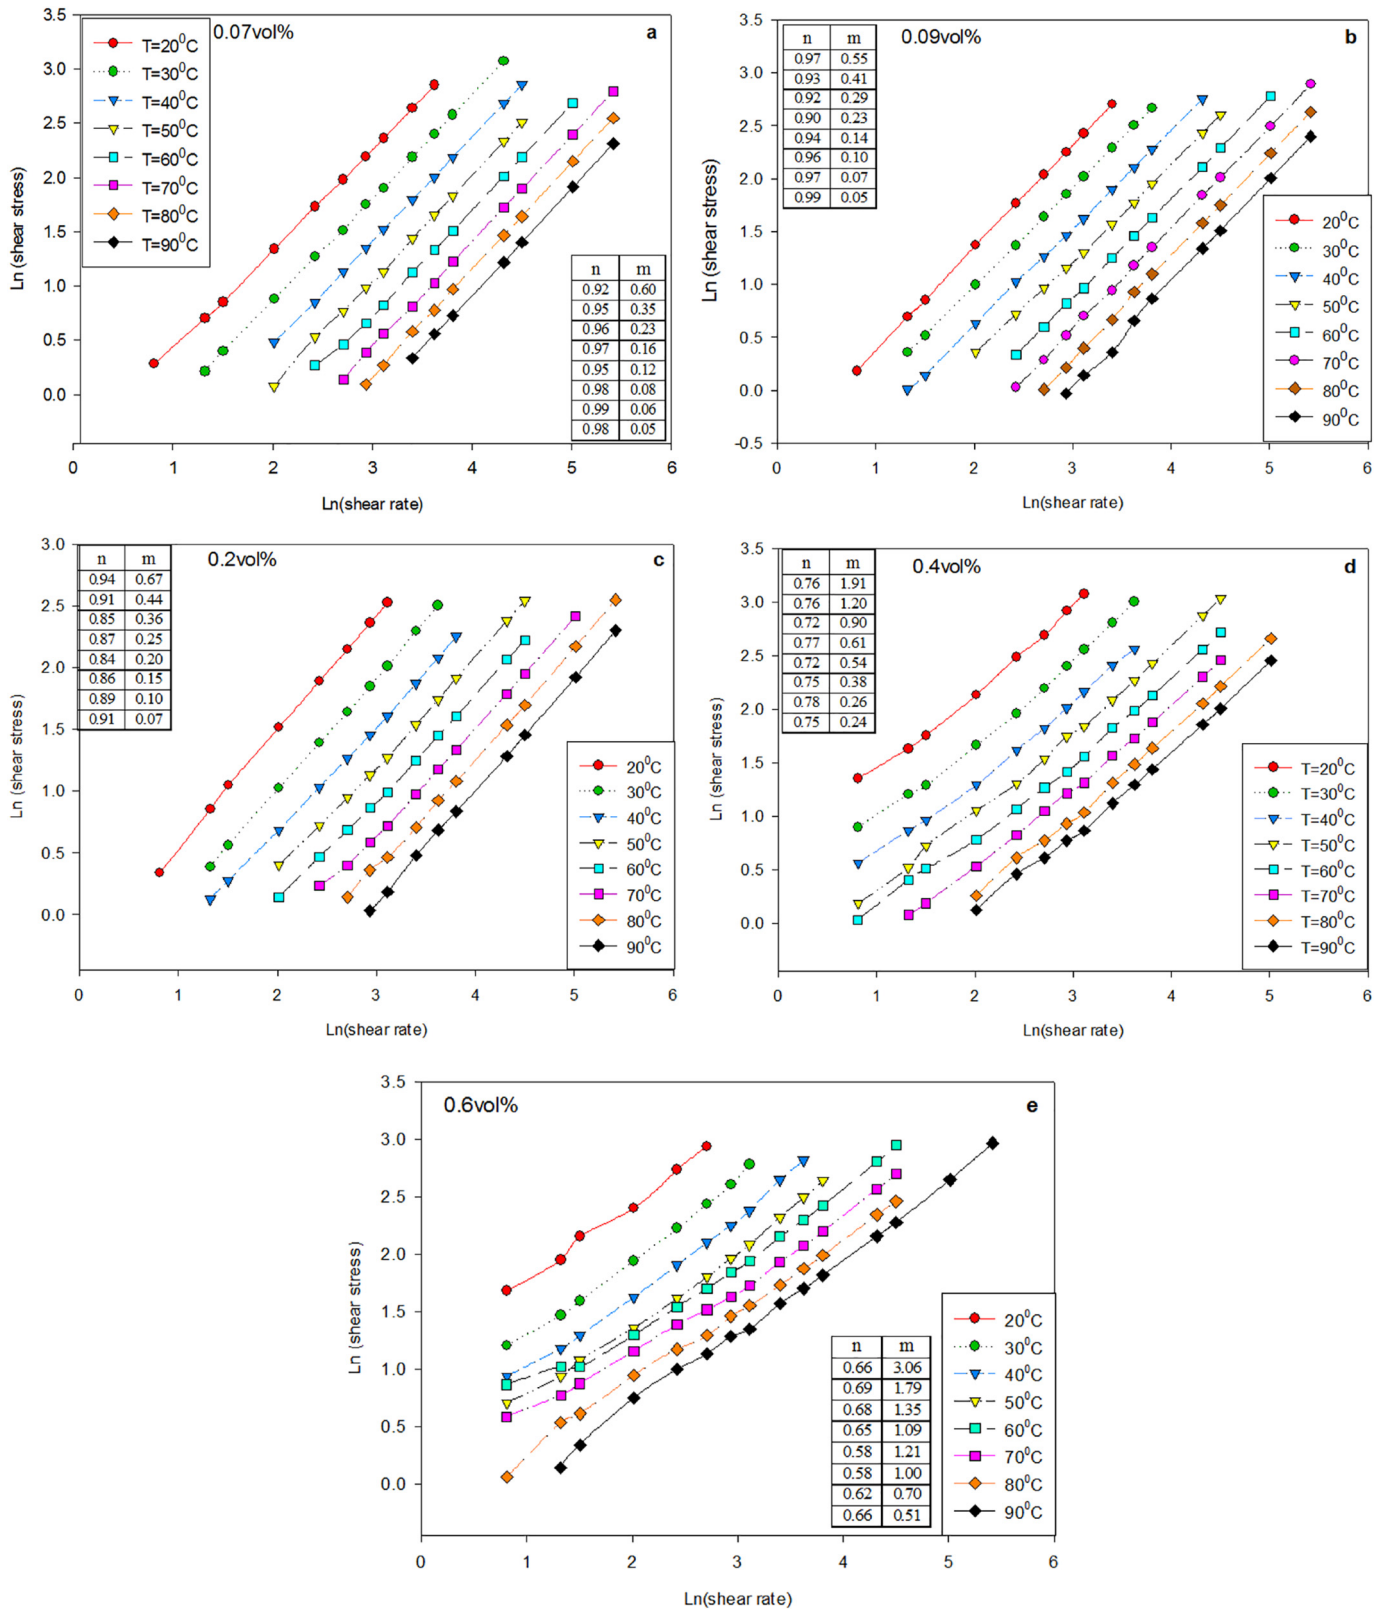 0.07vol% a
T=20⁰C
T=30⁰C
T=40⁰C
T=50⁰C
T=60⁰C
T=70⁰C
T=80⁰C
T=90⁰C
n m
0.92 0.60
0.95 0.35
0.96 0.23
0.97 0.16
0.95 0.12
0.98 0.08
0.99 0.06
0.98 0.05
3.5
3.0
2.5
2.0
1.5
1.0
0.5
0.0
0 1 2 3 4 5 6
Ln (shear stress)
Ln(shear rate)
0.09vol% b
n m
0.97 0.55
0.93 0.41
0.92 0.29
0.90 0.23
0.94 0.14
0.96 0.10
0.97 0.07
0.99 0.05
20⁰C
30⁰C
40⁰C
50⁰C
60⁰C
70⁰C
80⁰C
90⁰C
3.5
3.0
2.5
2.0
1.5
1.0
0.5
0.0
-0.5
0 1 2 3 4 5 6
Ln (shear stress)
Ln(shear rate)
0.2vol% c
n m
0.94 0.67
0.91 0.44
0.85 0.36
0.87 0.25
0.84 0.20
0.86 0.15
0.89 0.10
0.91 0.07
20⁰C
30⁰C
40⁰C
50⁰C
60⁰C
70⁰C
80⁰C
90⁰C
3.0
2.5
2.0
1.5
1.0
0.5
0.0
0 1 2 3 4 5 6
Ln (shear stress)
Ln(shear rate)
0.4vol% d
n m
0.76 1.91
0.76 1.20
0.72 0.90
0.77 0.61
0.72 0.54
0.75 0.38
0.78 0.26
0.75 0.24
T=20⁰C
T=30⁰C
T=40⁰C
T=50⁰C
T=60⁰C
T=70⁰C
T=80⁰C
T=90⁰C
3.5
3.0
2.5
2.0
1.5
1.0
0.5
0.0
0 1 2 3 4 5 6
Ln (shear stress)
Ln(shear rate)
0.6vol% e
n m
0.66 3.06
0.69 1.79
0.68 1.35
0.65 1.09
0.58 1.21
0.58 1.00
0.62 0.70
0.66 0.51
20⁰C
30⁰C
40⁰C
50⁰C
60⁰C
70⁰C
80⁰C
90⁰C
3.5
3.0
2.5
2.0
1.5
1.0
0.5
0.0
0 1 2 3 4 5 6
Ln (shear stress)
Ln(shear rate)